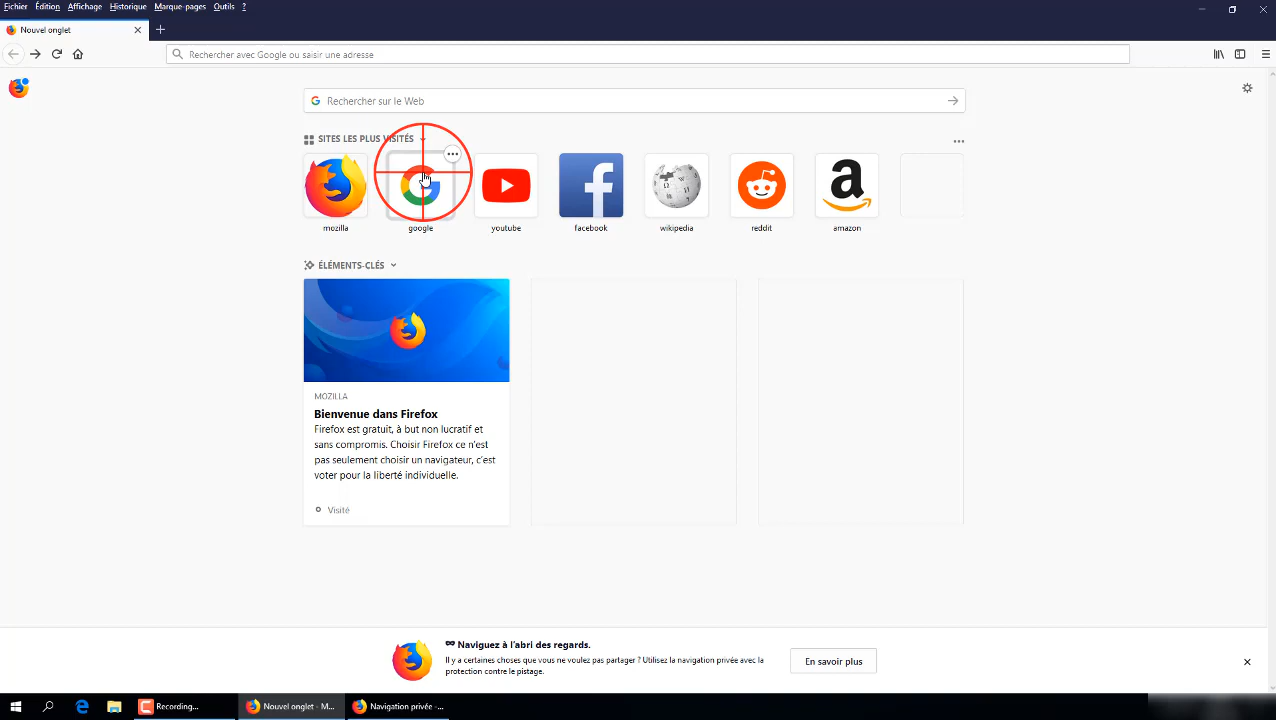 Fichier Édition Affichage Historique Marque-pages Outils ?
Nouvel onglet
Rechercher avec Google ou saisir une adresse
Rechercher sur le Web
SITES LES PLUS VISITÉS
mozilla google youtube facebook wikipedia reddit amazon
ÉLÉMENTS-CLÉS
MOZILLA
Bienvenue dans Firefox
Firefox est gratuit, à but non lucratif et
sans compromis. Choisir Firefox ce n'est
pas seulement choisir un navigateur, c'est
voter pour la liberté individuelle.
Visité
Naviguez à l'abri des regards.
Il y a certaines choses que vous ne voulez pas partager ? Utilisez la navigation privée avec la
protection contre le pistage.
En savoir plus
Recording... Nouvel onglet - M... Navigation privée -...